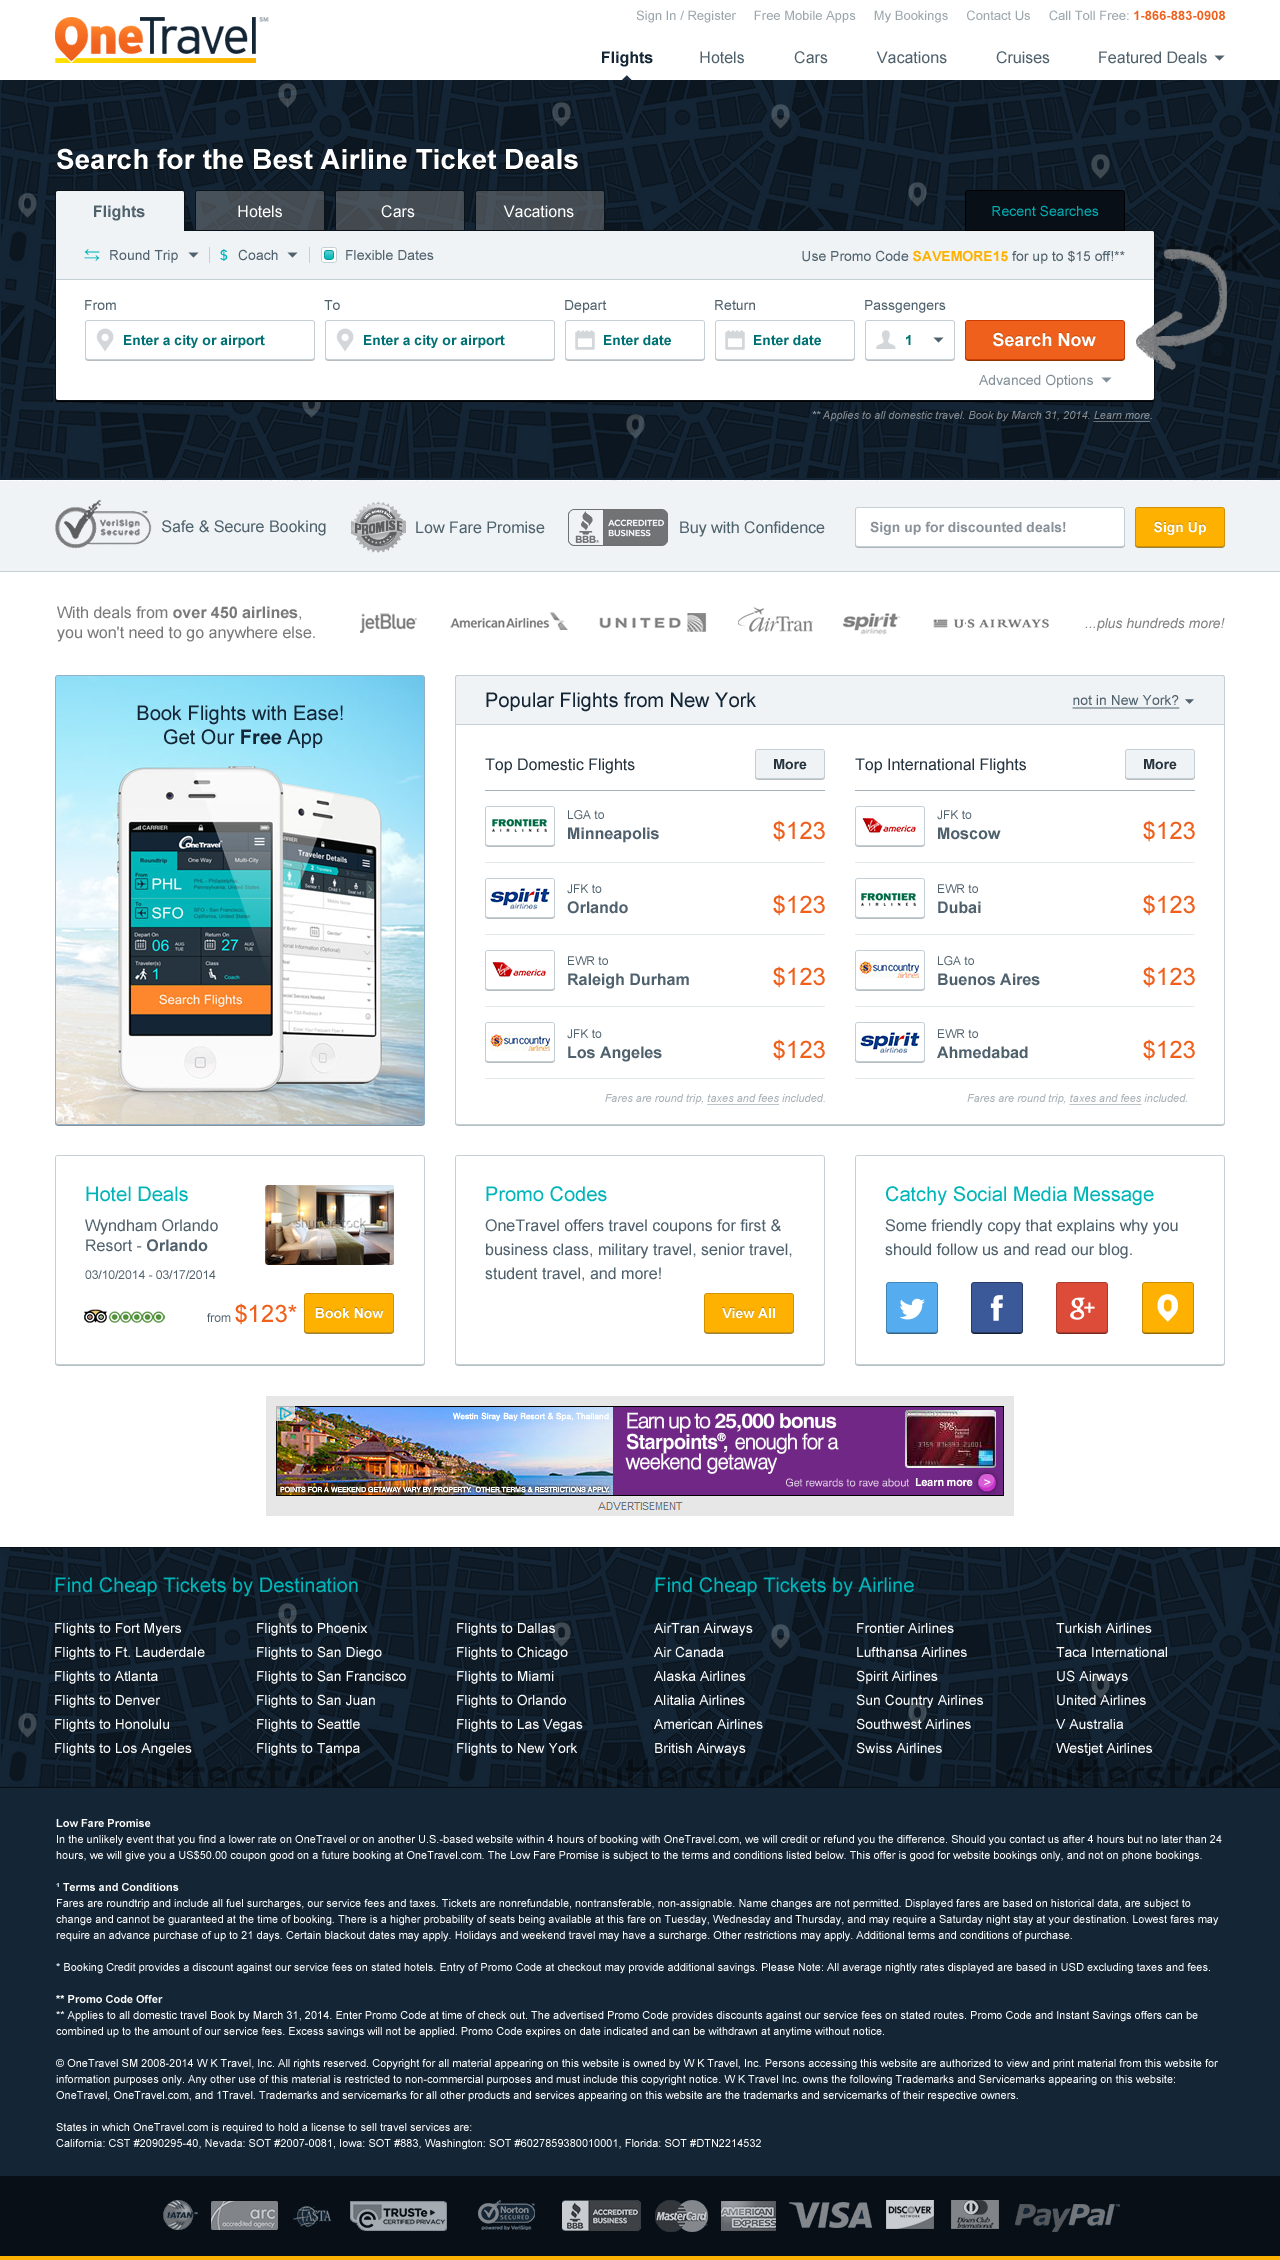 OneTravel℠
Sign In / Register Free Mobile Apps My Bookings Contact Us Call Toll Free: 1-866-883-0908
Flights Hotels Cars Vacations Cruises Featured Deals
Search for the Best Airline Ticket Deals
Flights Hotels Cars Vacations Recent Searches
Round Trip $ Coach Flexible Dates Use Promo Code SAVEMORE15 for up to $15 off!**
From To Depart Return Passgengers
Enter a city or airport Enter a city or airport Enter date Enter date 1 Search Now
Advanced Options
** Applies to all domestic travel. Book by March 31, 2014. Learn more.
VeriSign Secured Safe & Secure Booking PROMISE Low Fare Promise BBB. ACCREDITED BUSINESS Buy with Confidence Sign up for discounted deals! Sign Up
With deals from over 450 airlines,
you won't need to go anywhere else.
jetBlue AmericanAirlines UNITED airTran spirit airlines U·S AIRWAYS ...plus hundreds more!
Book Flights with Ease!
Get Our Free App
CARRIER
OneTravel
Roundtrip One Way Multi-City
From
PHL PHL - Philadelphia Pennsylvania, United States
To
SFO SFO - San Francisco California, United States
Depart On Return On
06 AUG TUE 27 AUG TUE
Traveler(s) Class
1 Coach
Search Flights
Traveler Details
Popular Flights from New York not in New York?
Top Domestic Flights More
FRONTIER AIRLINES LGA to
Minneapolis $123
spirit airlines JFK to
Orlando $123
america EWR to
Raleigh Durham $123
sun country airlines JFK to
Los Angeles $123
Fares are round trip, taxes and fees included.
Top International Flights More
america JFK to
Moscow $123
FRONTIER AIRLINES EWR to
Dubai $123
sun country airlines LGA to
Buenos Aires $123
spirit airlines EWR to
Ahmedabad $123
Fares are round trip, taxes and fees included.
Hotel Deals
Wyndham Orlando
Resort - Orlando
03/10/2014 - 03/17/2014
from $123* Book Now
shutterstock
Promo Codes
OneTravel offers travel coupons for first &
business class, military travel, senior travel,
student travel, and more!
View All
Catchy Social Media Message
Some friendly copy that explains why you
should follow us and read our blog.
f g+
Westin Siray Bay Resort & Spa, Thailand
POINTS FOR A WEEKEND GETAWAY VARY BY PROPERTY. OTHER TERMS & RESTRICTIONS APPLY.
Earn up to 25,000 bonus
Starpoints®, enough for a
weekend getaway
Get rewards to rave about Learn more >
spg.
ADVERTISEMENT
Find Cheap Tickets by Destination
Flights to Fort Myers Flights to Phoenix Flights to Dallas
Flights to Ft. Lauderdale Flights to San Diego Flights to Chicago
Flights to Atlanta Flights to San Francisco Flights to Miami
Flights to Denver Flights to San Juan Flights to Orlando
Flights to Honolulu Flights to Seattle Flights to Las Vegas
Flights to Los Angeles Flights to Tampa Flights to New York
Find Cheap Tickets by Airline
AirTran Airways Frontier Airlines Turkish Airlines
Air Canada Lufthansa Airlines Taca International
Alaska Airlines Spirit Airlines US Airways
Alitalia Airlines Sun Country Airlines United Airlines
American Airlines Southwest Airlines V Australia
British Airways Swiss Airlines Westjet Airlines
shutterstock shutterstock shutterstock
Low Fare Promise
In the unlikely event that you find a lower rate on OneTravel or on another U.S.-based website within 4 hours of booking with OneTravel.com, we will credit or refund you the difference. Should you contact us after 4 hours but no later than 24
hours, we will give you a US$50.00 coupon good on a future booking at OneTravel.com. The Low Fare Promise is subject to the terms and conditions listed below. This offer is good for website bookings only, and not on phone bookings.
¹ Terms and Conditions
Fares are roundtrip and include all fuel surcharges, our service fees and taxes. Tickets are nonrefundable, nontransferable, non-assignable. Name changes are not permitted. Displayed fares are based on historical data, are subject to
change and cannot be guaranteed at the time of booking. There is a higher probability of seats being available at this fare on Tuesday, Wednesday and Thursday, and may require a Saturday night stay at your destination. Lowest fares may
require an advance purchase of up to 21 days. Certain blackout dates may apply. Holidays and weekend travel may have a surcharge. Other restrictions may apply. Additional terms and conditions of purchase.
* Booking Credit provides a discount against our service fees on stated hotels. Entry of Promo Code at checkout may provide additional savings. Please Note: All average nightly rates displayed are based in USD excluding taxes and fees.
** Promo Code Offer
** Applies to all domestic travel Book by March 31, 2014. Enter Promo Code at time of check out. The advertised Promo Code provides discounts against our service fees on stated routes. Promo Code and Instant Savings offers can be
combined up to the amount of our service fees. Excess savings will not be applied. Promo Code expires on date indicated and can be withdrawn at anytime without notice.
© OneTravel SM 2008-2014 W K Travel, Inc. All rights reserved. Copyright for all material appearing on this website is owned by W K Travel, Inc. Persons accessing this website are authorized to view and print material from this website for
information purposes only. Any other use of this material is restricted to non-commercial purposes and must include this copyright notice. W K Travel Inc. owns the following Trademarks and Servicemarks appearing on this website:
OneTravel, OneTravel.com, and 1Travel. Trademarks and servicemarks for all other products and services appearing on this website are the trademarks and servicemarks of their respective owners.
States in which OneTravel.com is required to hold a license to sell travel services are:
California: CST #2090295-40, Nevada: SOT #2007-0081, Iowa: SOT #883, Washington: SOT #6027859380010001, Florida: SOT #DTN2214532
IATAN arc accredited agency ASTA TRUSTe CERTIFIED PRIVACY Norton SECURED powered by VeriSign BBB ACCREDITED BUSINESS MasterCard AMERICAN EXPRESS VISA DISCOVER NETWORK Diners Club International PayPal